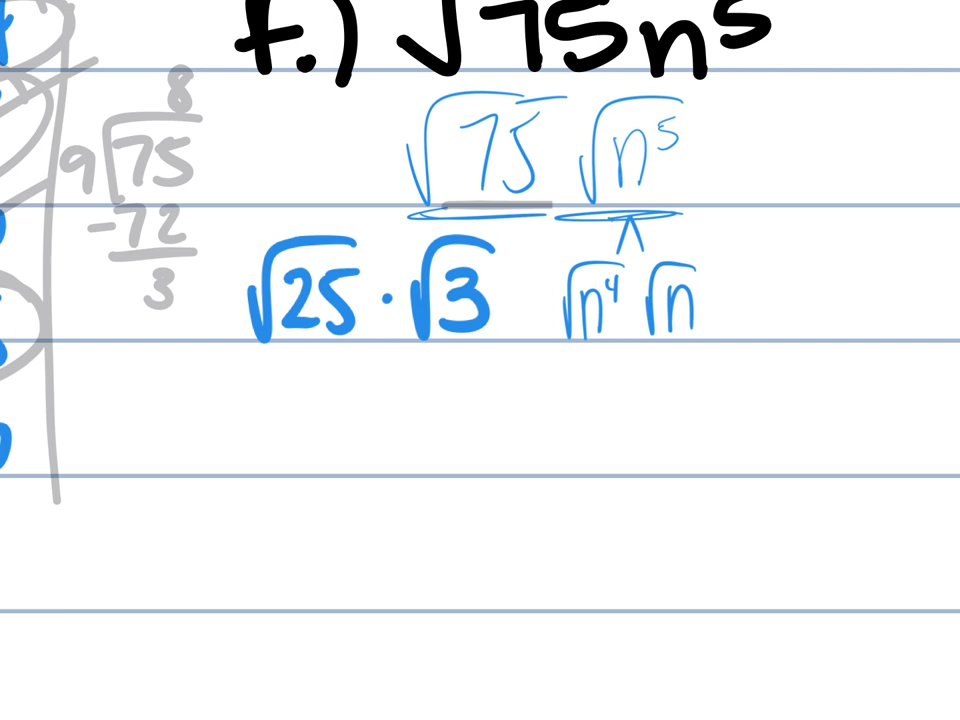 f.) √75n⁵
8
9√75
-72
3
√75 √n⁵
√25 · √3 √n⁴ √n